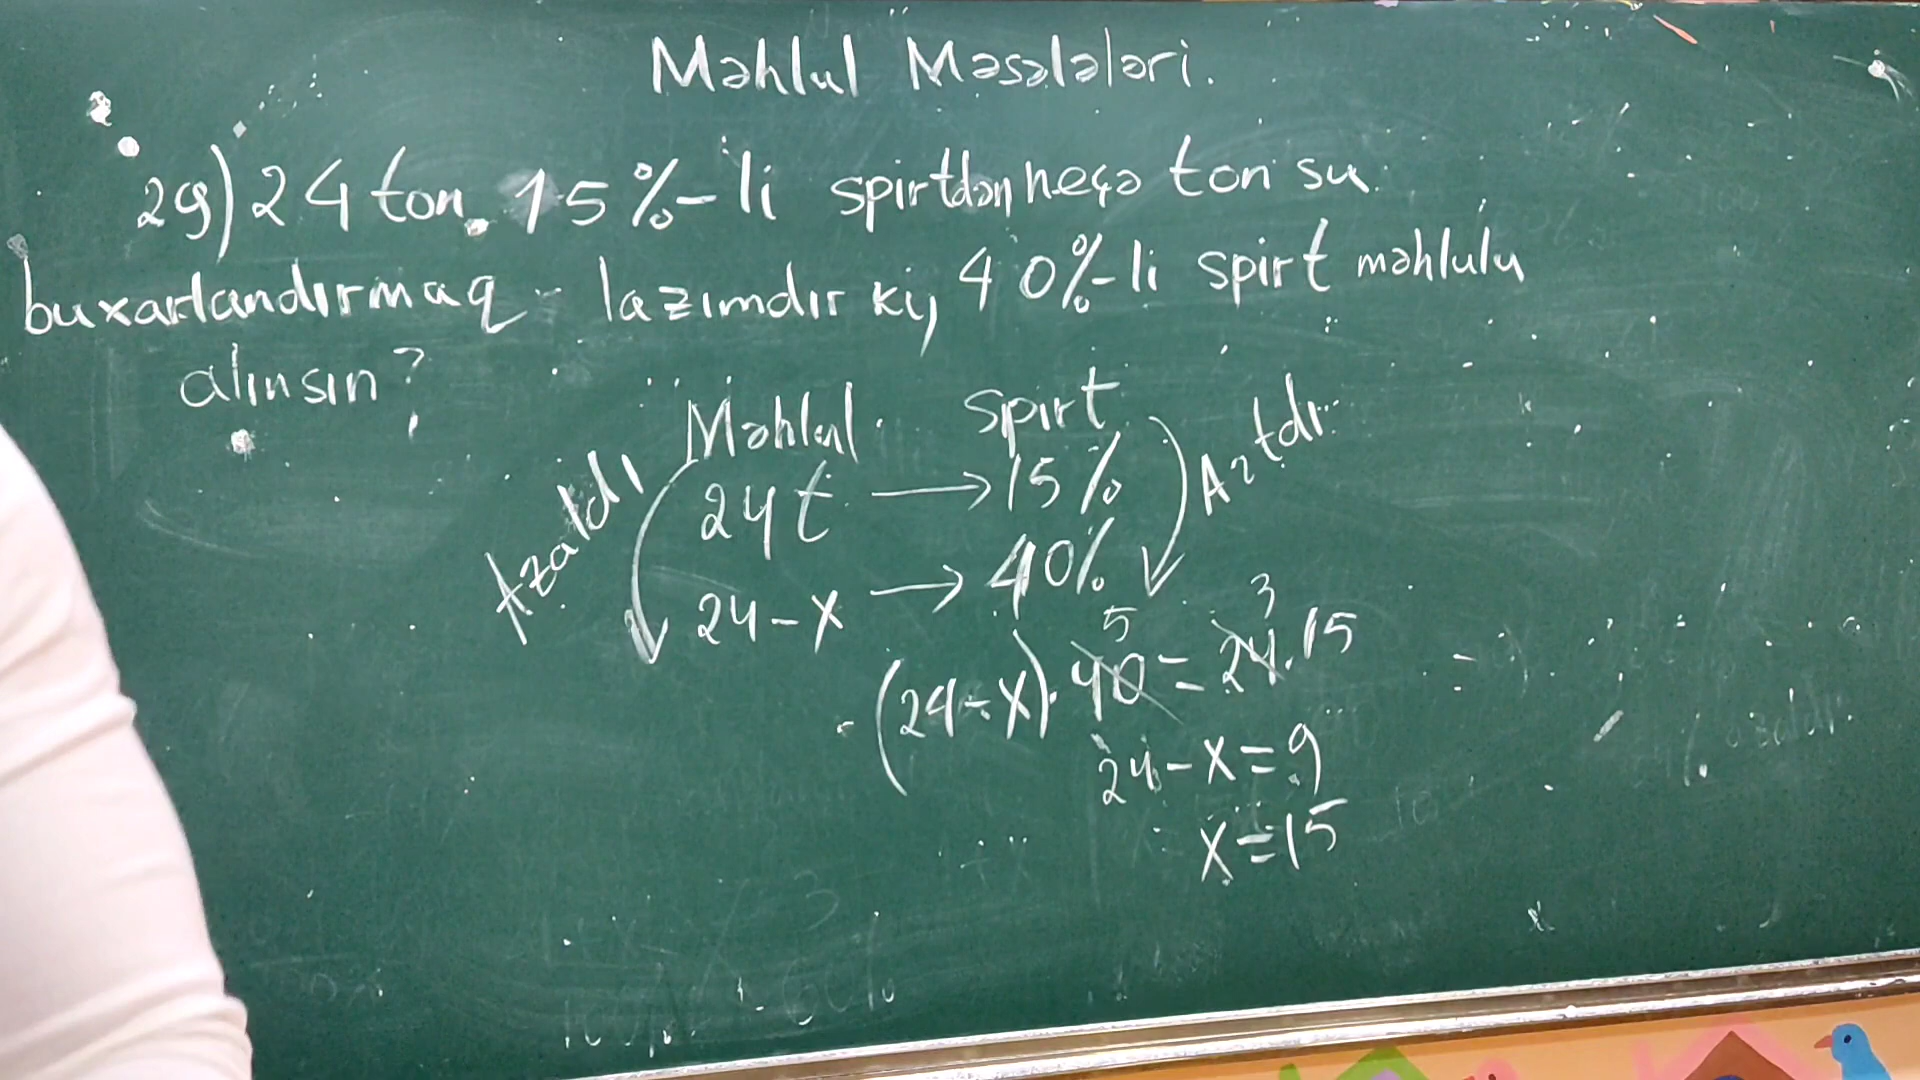 Məhlul Məsələləri.
29) 24 ton 15%-li spirtdən neçə ton su
buxarlandırmaq lazımdır ki, 40%-li spirt məhlulu
alınsın?
Məhlul Spirt
24t → 15%
24-x → 40%
Azaldı
5 3
(24-x)·40=24·15
24-x=9
x=15